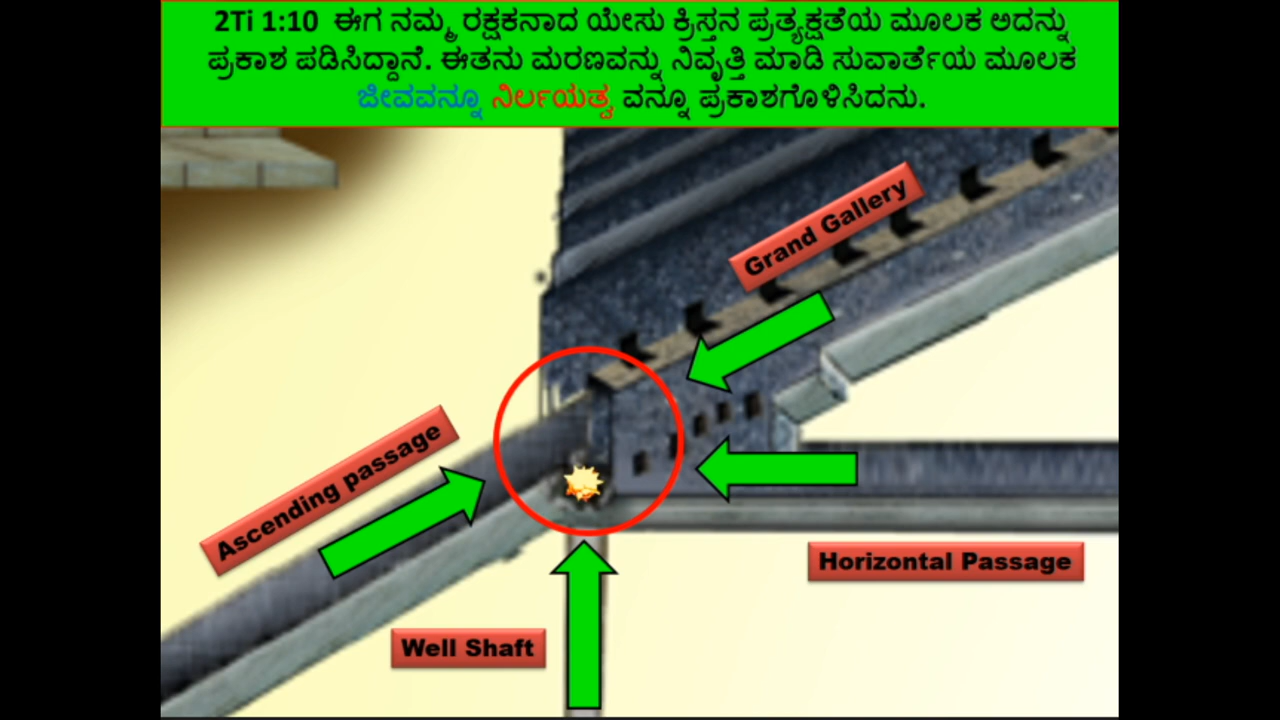 2Ti 1:10 ಈಗ ನಮ್ಮ ರಕ್ಷಕನಾದ ಯೇಸು ಕ್ರಿಸ್ತನ ಪ್ರತ್ಯಕ್ಷತೆಯ ಮೂಲಕ ಅದನ್ನು
ಪ್ರಕಾಶ ಪಡಿಸಿದ್ದಾನೆ. ಈತನು ಮರಣವನ್ನು ನಿವೃತ್ತಿ ಮಾಡಿ ಸುವಾರ್ತೆಯ ಮೂಲಕ
ಜೀವವನ್ನೂ ನಿರ್ಲಯತ್ವ ವನ್ನೂ ಪ್ರಕಾಶಗೊಳಿಸಿದನು.
Grand Gallery
Ascending passage
Horizontal Passage
Well Shaft